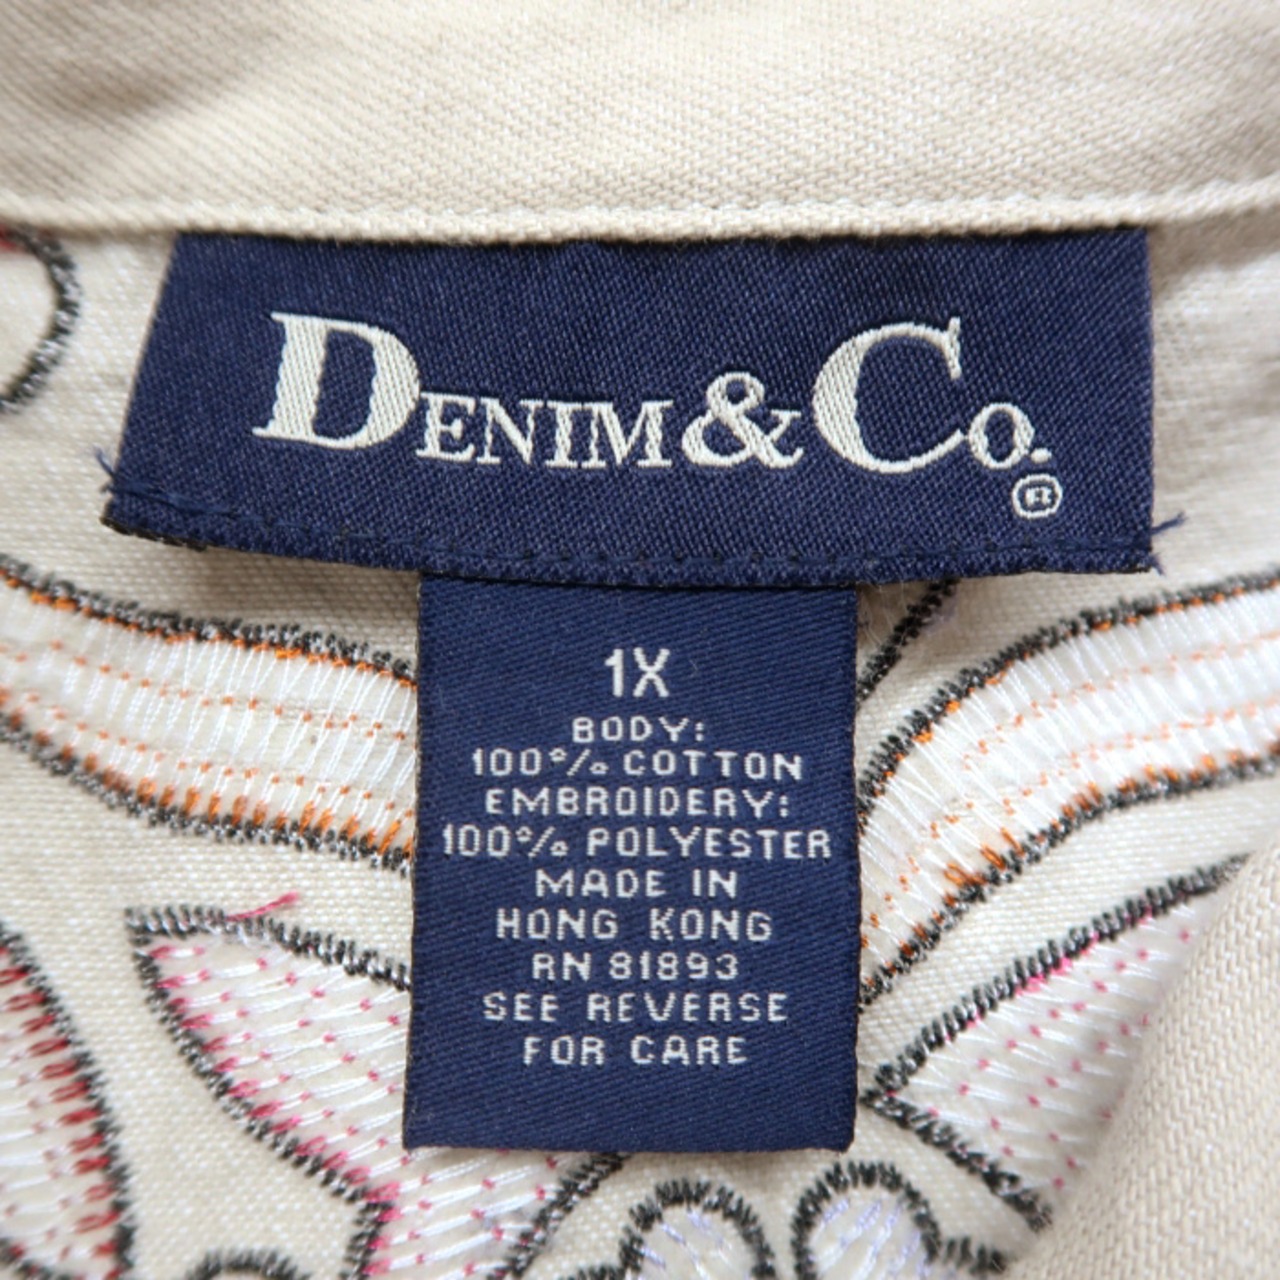 DENIM & CO.®
1X
BODY:
100% COTTON
EMBROIDERY:
100% POLYESTER
MADE IN
HONG KONG
RN 81893
SEE REVERSE
FOR CARE